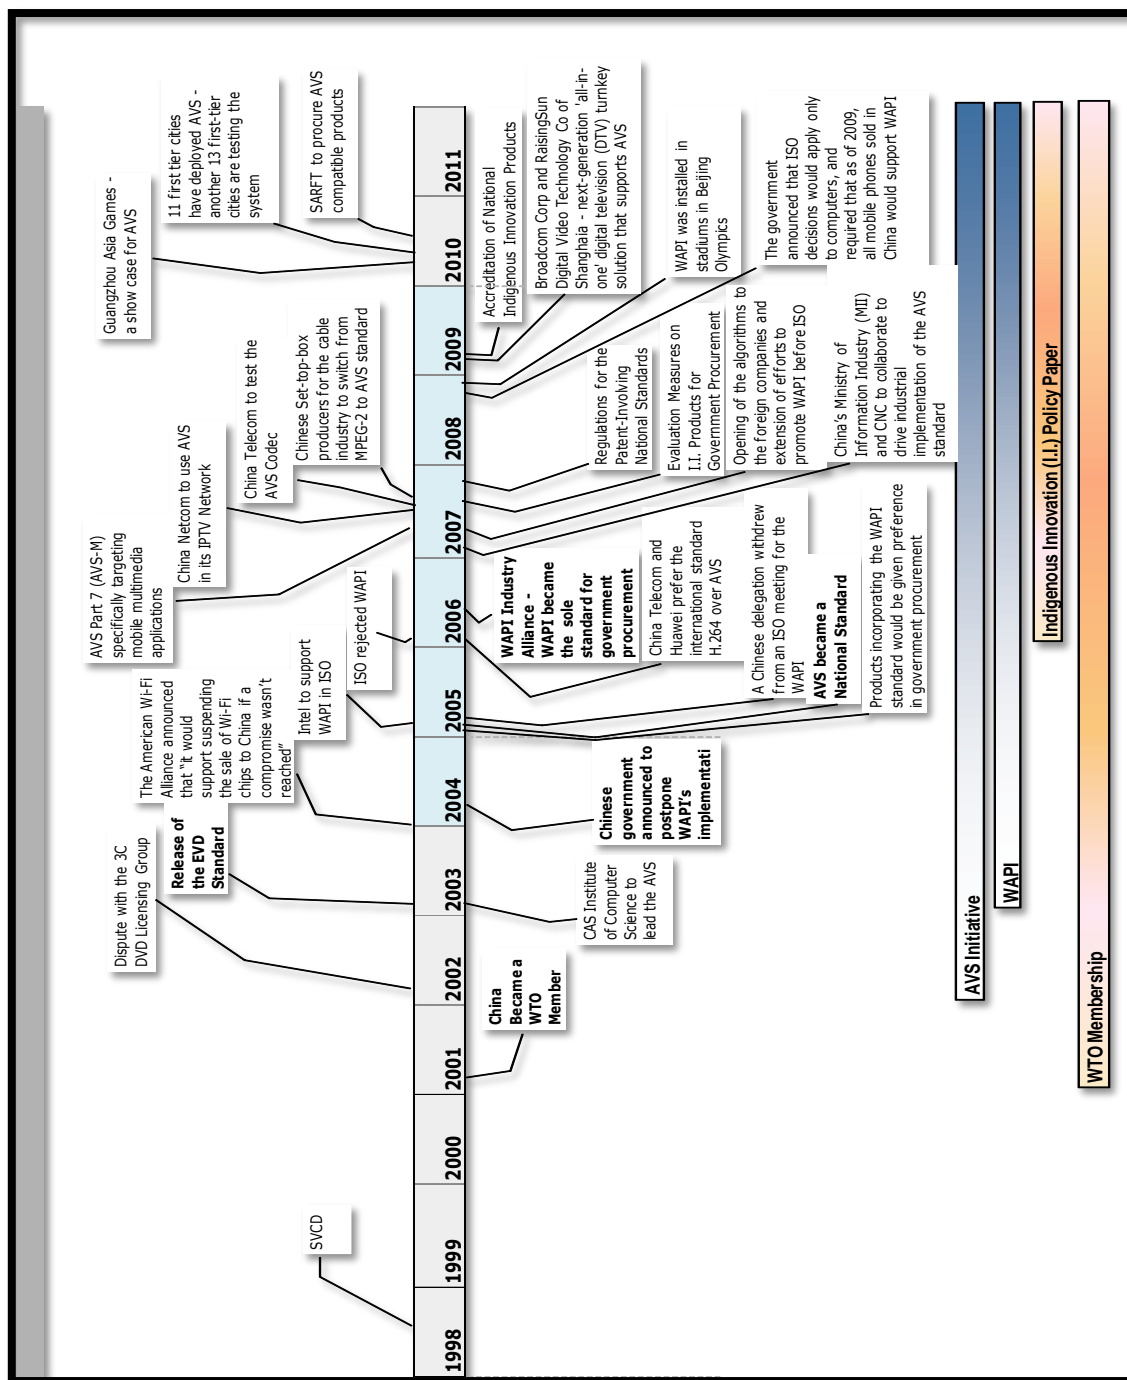 Guangzhou Asia Games -
a show case for AVS
11 first tier cities
have deployed AVS -
another 13 first-tier
cities are testing the
system
SARFT to procure AVS
compatible products
AVS Part 7 (AVS-M)
specifically targeting
mobile multimedia
applications
China Netcom to use AVS
in its IPTV Network
China Telecom to test the
AVS Codec
Chinese Set-top-box
producers for the cable
industry to switch from
MPEG-2 to AVS standard
The American Wi-Fi
Alliance announced
that “it would
support suspending
the sale of Wi-Fi
chips to China if a
compromise wasn't
reached”
Intel to support
WAPI in ISO
ISO rejected WAPI
Dispute with the 3C
DVD Licensing Group
Release of
the EVD
Standard
SVCD
1998
1999
2000
2001
2002
2003
2004
2005
2006
2007
2008
2009
2010
2011
China
Became a
WTO
Member
CAS Institute
of Computer
Science to
lead the AVS
Chinese
government
announced to
postpone
WAPI's
implementati
WAPI Industry
Alliance -
WAPI became
the sole
standard for
government
procurement
China Telecom and
Huawei prefer the
international standard
H.264 over AVS
A Chinese delegation withdrew
from an ISO meeting for the
WAPI
AVS became a
National Standard
Products incorporating the WAPI
standard would be given preference
in government procurement
Accreditation of National
Indigenous Innovation Products
Broadcom Corp and RaisingSun
Digital Video Technology Co of
Shanghaia - next-generation 'all-in-
one' digital television (DTV) turnkey
solution that supports AVS
Regulations for the
Patent-Involving
National Standards
Evaluation Measures on
I.I. Products for
Government Procurement
WAPI was installed in
stadiums in Beijing
Olympics
Opening of the algorithms to
the foreign companies and
extension of efforts to
promote WAPI before ISO
The government
announced that ISO
decisions would apply only
to computers, and
required that as of 2009,
all mobile phones sold in
China would support WAPI
China's Ministry of
Information Industry (MII)
and CNC to collaborate to
drive industrial
implementation of the AVS
standard
AVS Initiative
WAPI
Indigenous Innovation (I.I.) Policy Paper
WTO Membership